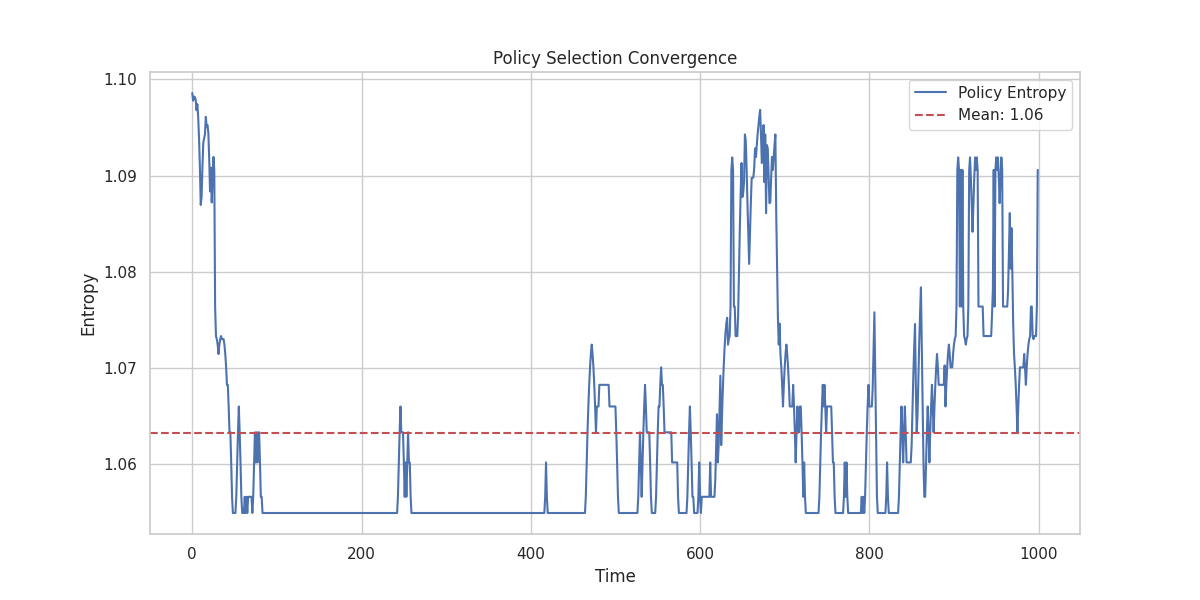 Policy Selection Convergence
1.10
1.09
1.08
1.07
1.06
Entropy
Policy Entropy
Mean: 1.06
0
200
400
600
800
1000
Time